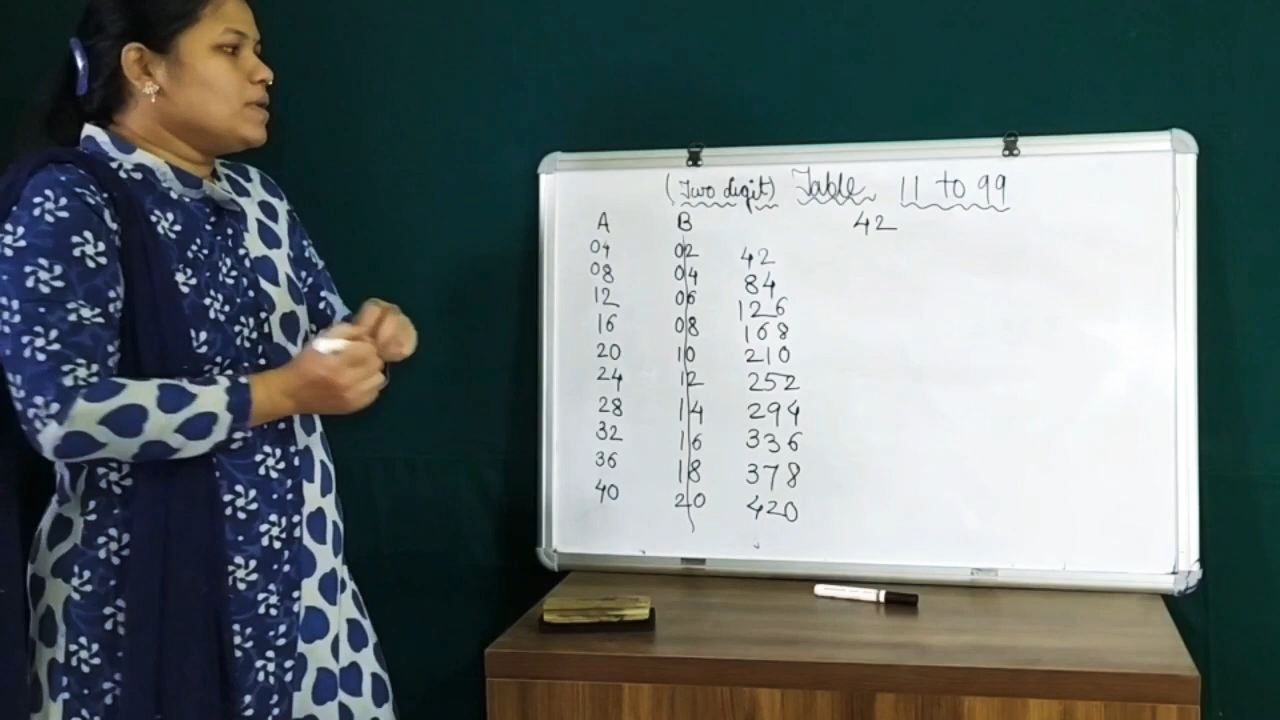 (Two digit) Table 11 to 99
A B 42
04 02 42
08 04 84
12 06 126
16 08 168
20 10 210
24 12 252
28 14 294
32 16 336
36 18 378
40 20 420